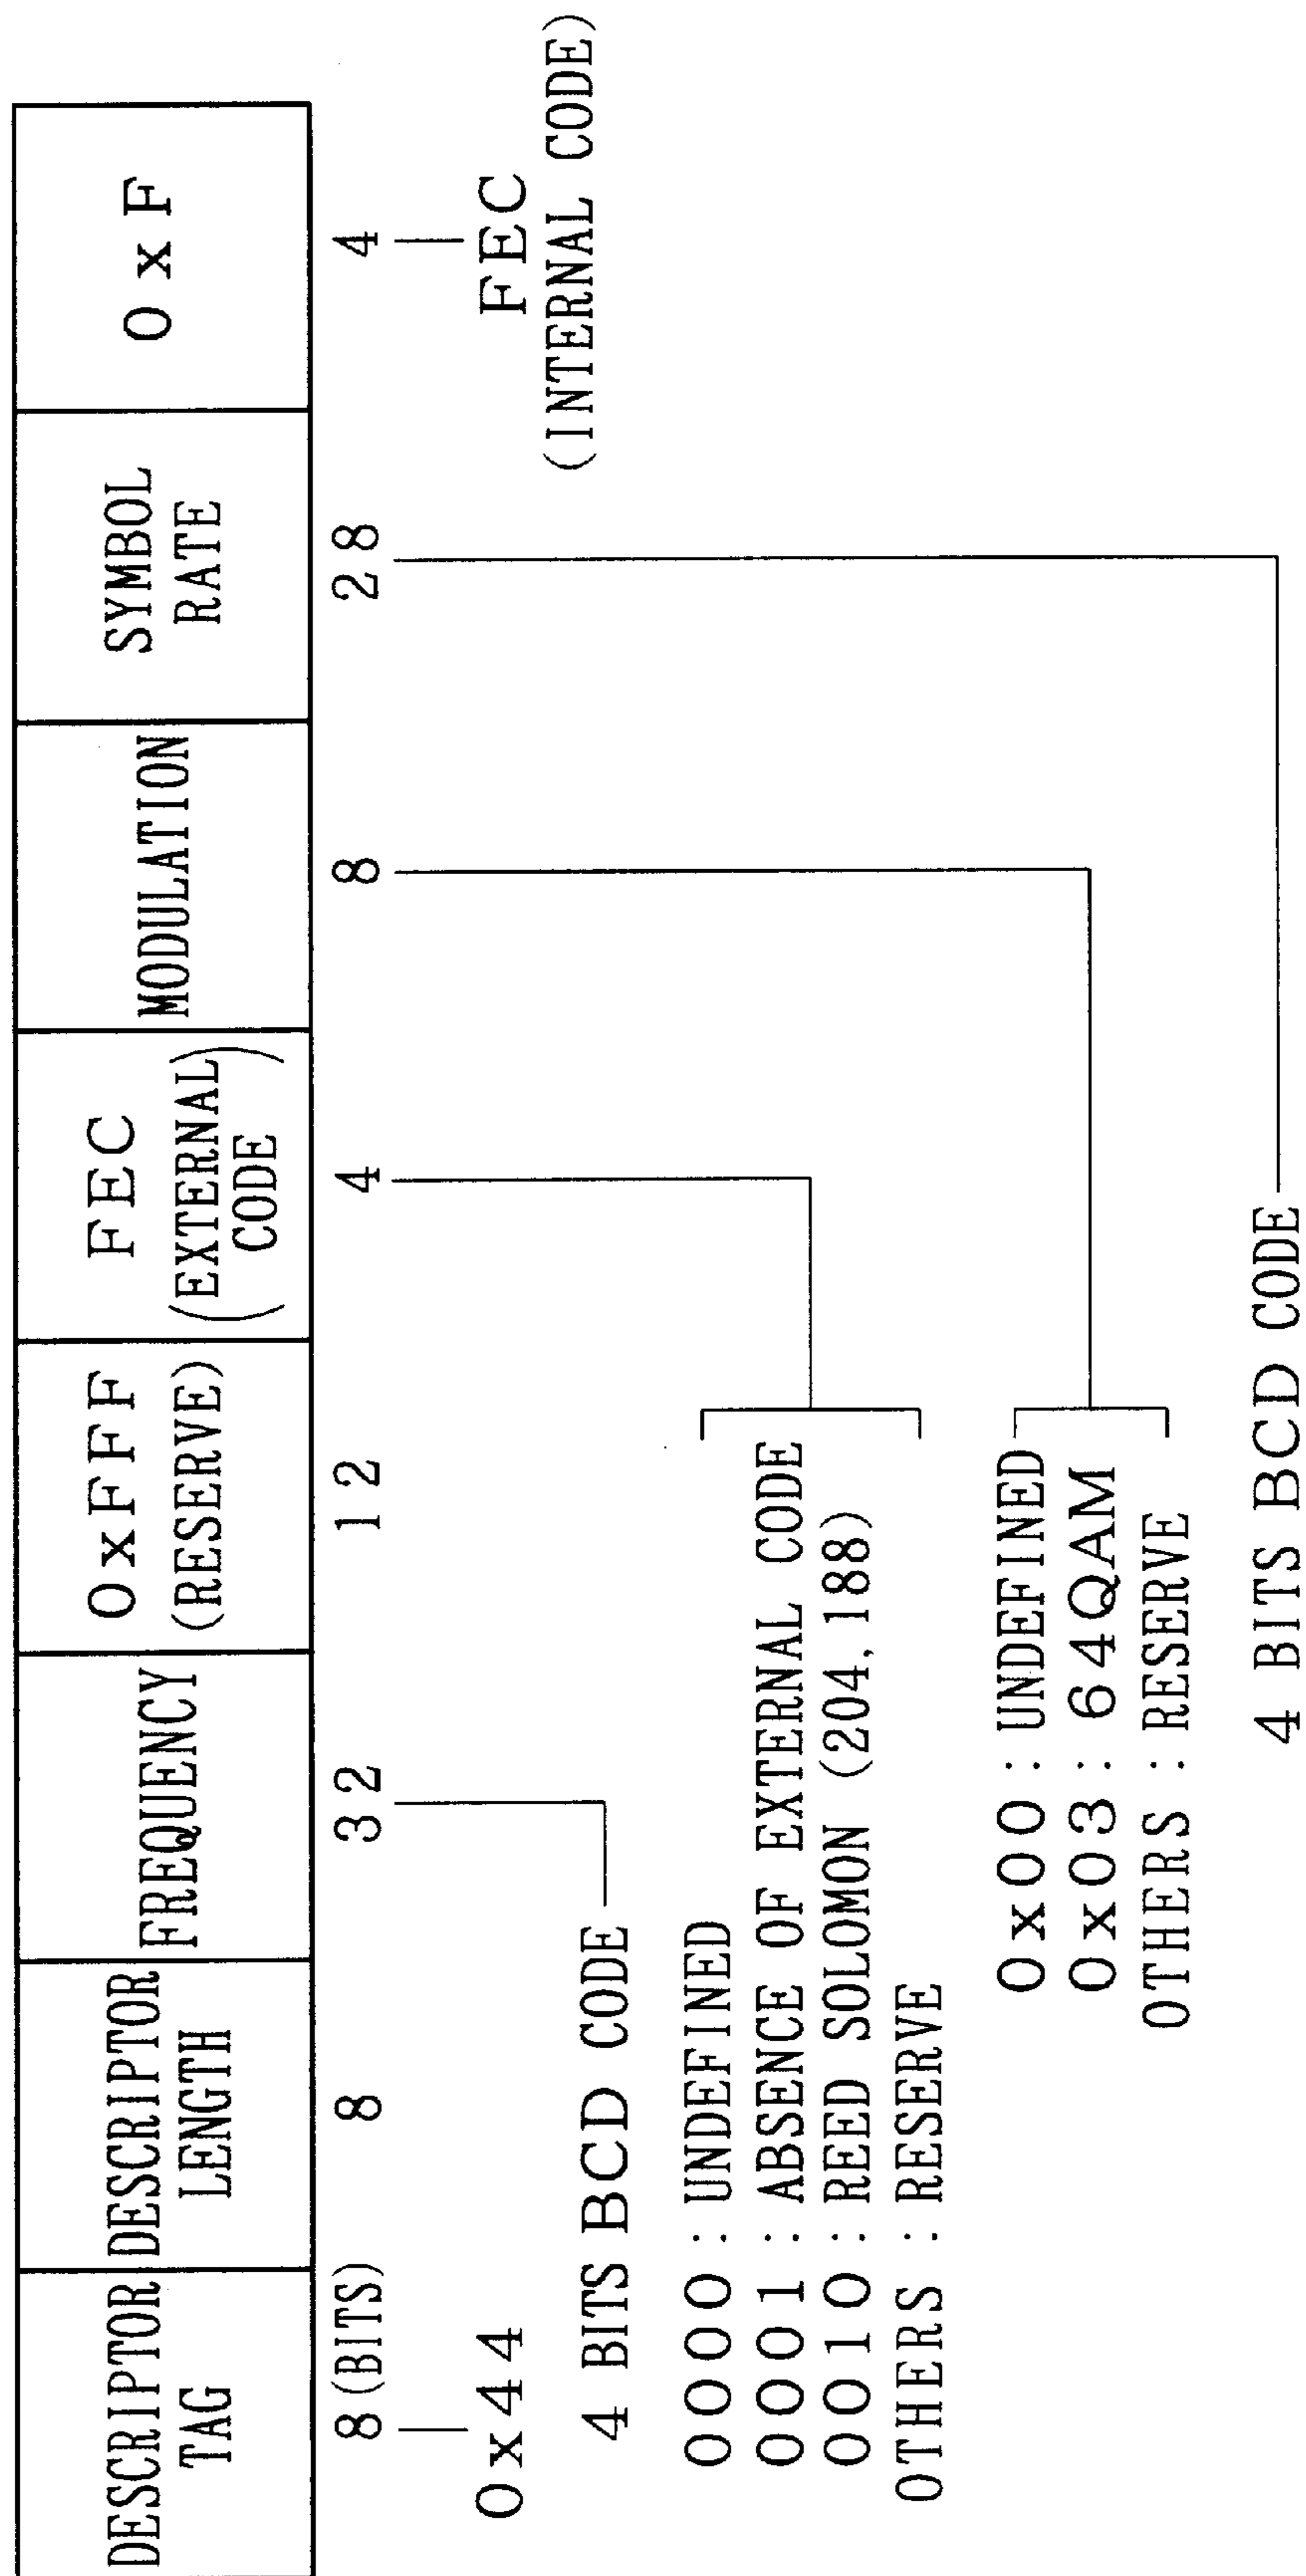 DESCRIPTOR
TAG
DESCRIPTOR
LENGTH
FREQUENCY
0xFFF
(RESERVE)
FEC
(EXTERNAL
CODE)
MODULATION
SYMBOL
RATE
0xF
8(BITS)
8
32
12
4
8
28
4
0x44
FEC
(INTERNAL CODE)
4 BITS BCD CODE
0000 : UNDEFINED
0001 : ABSENCE OF EXTERNAL CODE
0010 : REED SOLOMON (204,188)
OTHERS : RESERVE
0x00 : UNDEFINED
0x03 : 64QAM
OTHERS : RESERVE
4 BITS BCD CODE